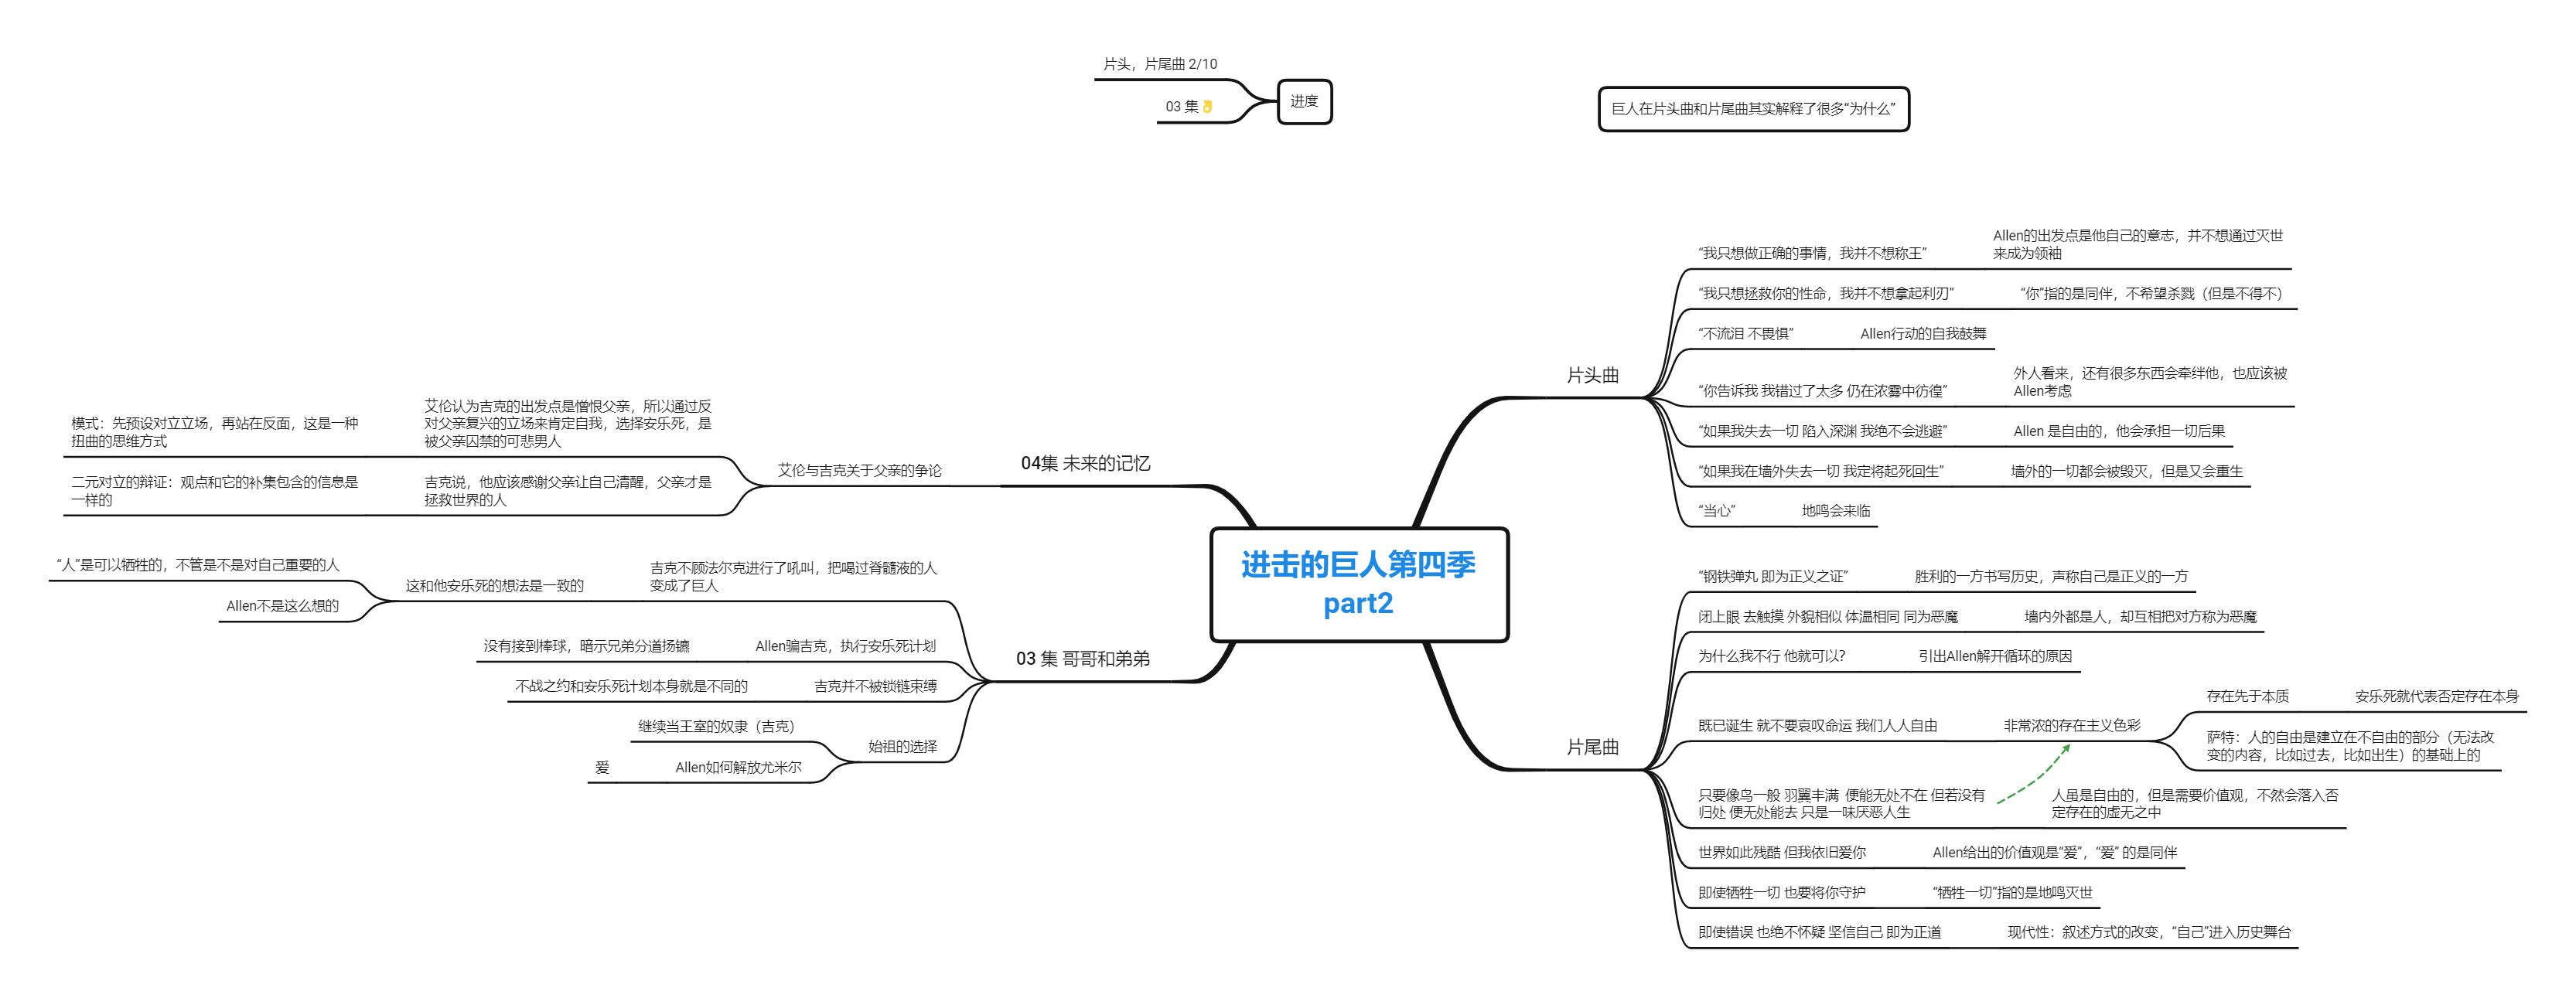 片头，片尾曲 2/10
03 集👌
进度
巨人在片头曲和片尾曲其实解释了很多“为什么”
进击的巨人第四季
part2
片头曲
“我只想做正确的事情，我并不想称王”
Allen的出发点是他自己的意志，并不想通过灭世
来成为领袖
“我只想拯救你的性命，我并不想拿起利刃”
“你”指的是同伴，不希望杀戮（但是不得不）
“不流泪 不畏惧”
Allen行动的自我鼓舞
“你告诉我 我错过了太多 仍在浓雾中彷徨”
外人看来，还有很多东西会牵绊他，也应该被
Allen考虑
“如果我失去一切 陷入深渊 我绝不会逃避”
Allen 是自由的，他会承担一切后果
“如果我在墙外失去一切 我定将起死回生”
墙外的一切都会被毁灭，但是又会重生
“当心”
地鸣会来临
片尾曲
“钢铁弹丸 即为正义之证”
胜利的一方书写历史，声称自己是正义的一方
闭上眼 去触摸 外貌相似 体温相同 同为恶魔
墙内外都是人，却互相把对方称为恶魔
为什么我不行 他就可以？
引出Allen解开循环的原因
既已诞生 就不要哀叹命运 我们人人自由
非常浓的存在主义色彩
存在先于本质
安乐死就代表否定存在本身
萨特：人的自由是建立在不自由的部分（无法改
变的内容，比如过去，比如出生）的基础上的
只要像鸟一般 羽翼丰满 便能无处不在 但若没有
归处 便无处能去 只是一味厌恶人生
人虽是自由的，但是需要价值观，不然会落入否
定存在的虚无之中
世界如此残酷 但我依旧爱你
Allen给出的价值观是“爱”，“爱” 的是同伴
即使牺牲一切 也要将你守护
“牺牲一切”指的是地鸣灭世
即使错误 也绝不怀疑 坚信自己 即为正道
现代性：叙述方式的改变，“自己”进入历史舞台
04集 未来的记忆
艾伦与吉克关于父亲的争论
艾伦认为吉克的出发点是憎恨父亲，所以通过反
对父亲复兴的立场来肯定自我，选择安乐死，是
被父亲囚禁的可悲男人
模式：先预设对立立场，再站在反面，这是一种
扭曲的思维方式
吉克说，他应该感谢父亲让自己清醒，父亲才是
拯救世界的人
二元对立的辩证：观点和它的补集包含的信息是
一样的
03 集 哥哥和弟弟
吉克不顾法尔克进行了吼叫，把喝过脊髓液的人
变成了巨人
这和他安乐死的想法是一致的
“人”是可以牺牲的，不管是不是对自己重要的人
Allen不是这么想的
Allen骗吉克，执行安乐死计划
没有接到棒球，暗示兄弟分道扬镳
吉克并不被锁链束缚
不战之约和安乐死计划本身就是不同的
始祖的选择
继续当王室的奴隶（吉克）
Allen如何解放尤米尔
爱